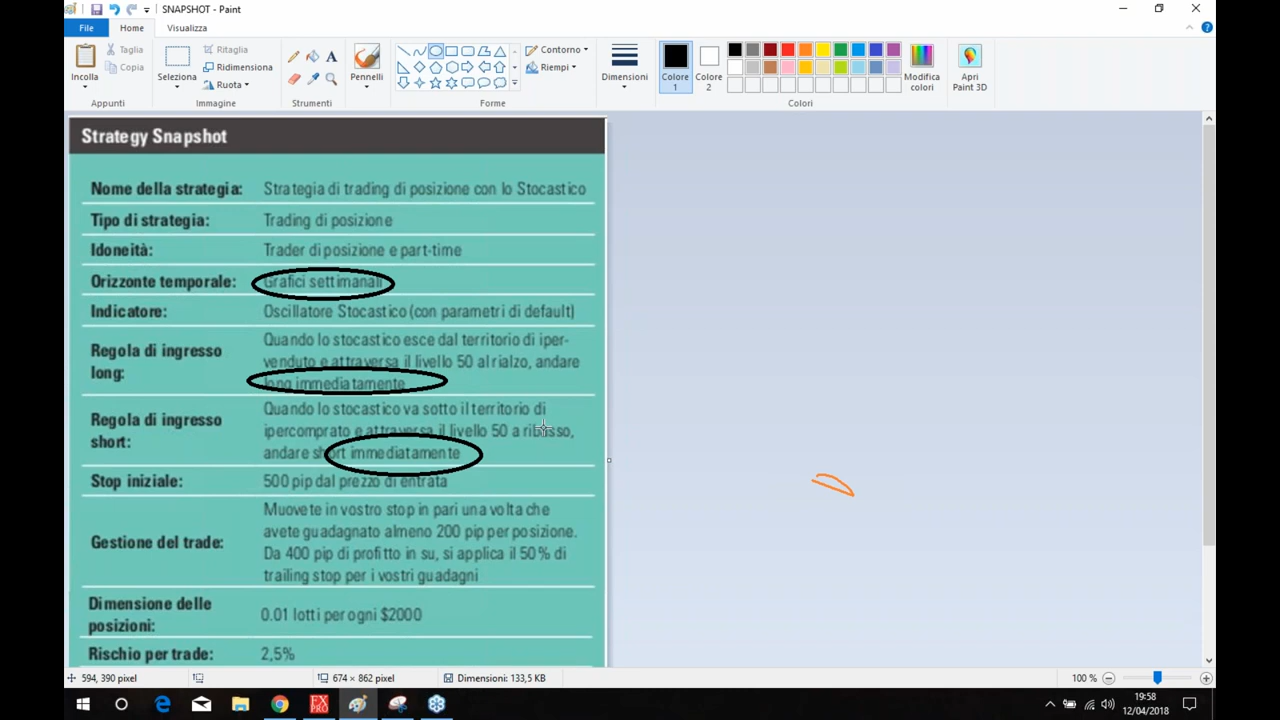 SNAPSHOT - Paint
File Home Visualizza
Incolla
Taglia
Copia
Appunti
Seleziona
Ritaglia
Ridimensiona
Ruota
Immagine
A
Strumenti
Pennelli
Contorno
Riempi
Forme
Dimensioni
Colore 1
Colore 2
Modifica colori
Colori
Apri Paint 3D
Strategy Snapshot
Nome della strategia: Strategia di trading di posizione con lo Stocastico
Tipo di strategia: Trading di posizione
Idoneità: Trader di posizione e part-time
Orizzonte temporale: Grafici settimanali
Indicatore: Oscillatore Stocastico (con parametri di default)
Regola di ingresso long:
Quando lo stocastico esce dal territorio di iper-
venduto e attraversa il livello 50 al rialzo, andare
long immediatamente
Regola di ingresso short:
Quando lo stocastico va sotto il territorio di
ipercomprato e attraversa il livello 50 a ribasso,
andare short immediatamente
Stop iniziale: 500 pip dal prezzo di entrata
Gestione del trade:
Muovete in vostro stop in pari una volta che
avete guadagnato almeno 200 pip per posizione.
Da 400 pip di profitto in su, si applica il 50% di
trailing stop per i vostri guadagni
Dimensione delle posizioni: 0.01 lotti per ogni $2000
Rischio per trade: 2,5%
594, 390 pixel 674 × 862 pixel Dimensioni: 133,5 KB 100 %
FX PRO
19:58
12/04/2018